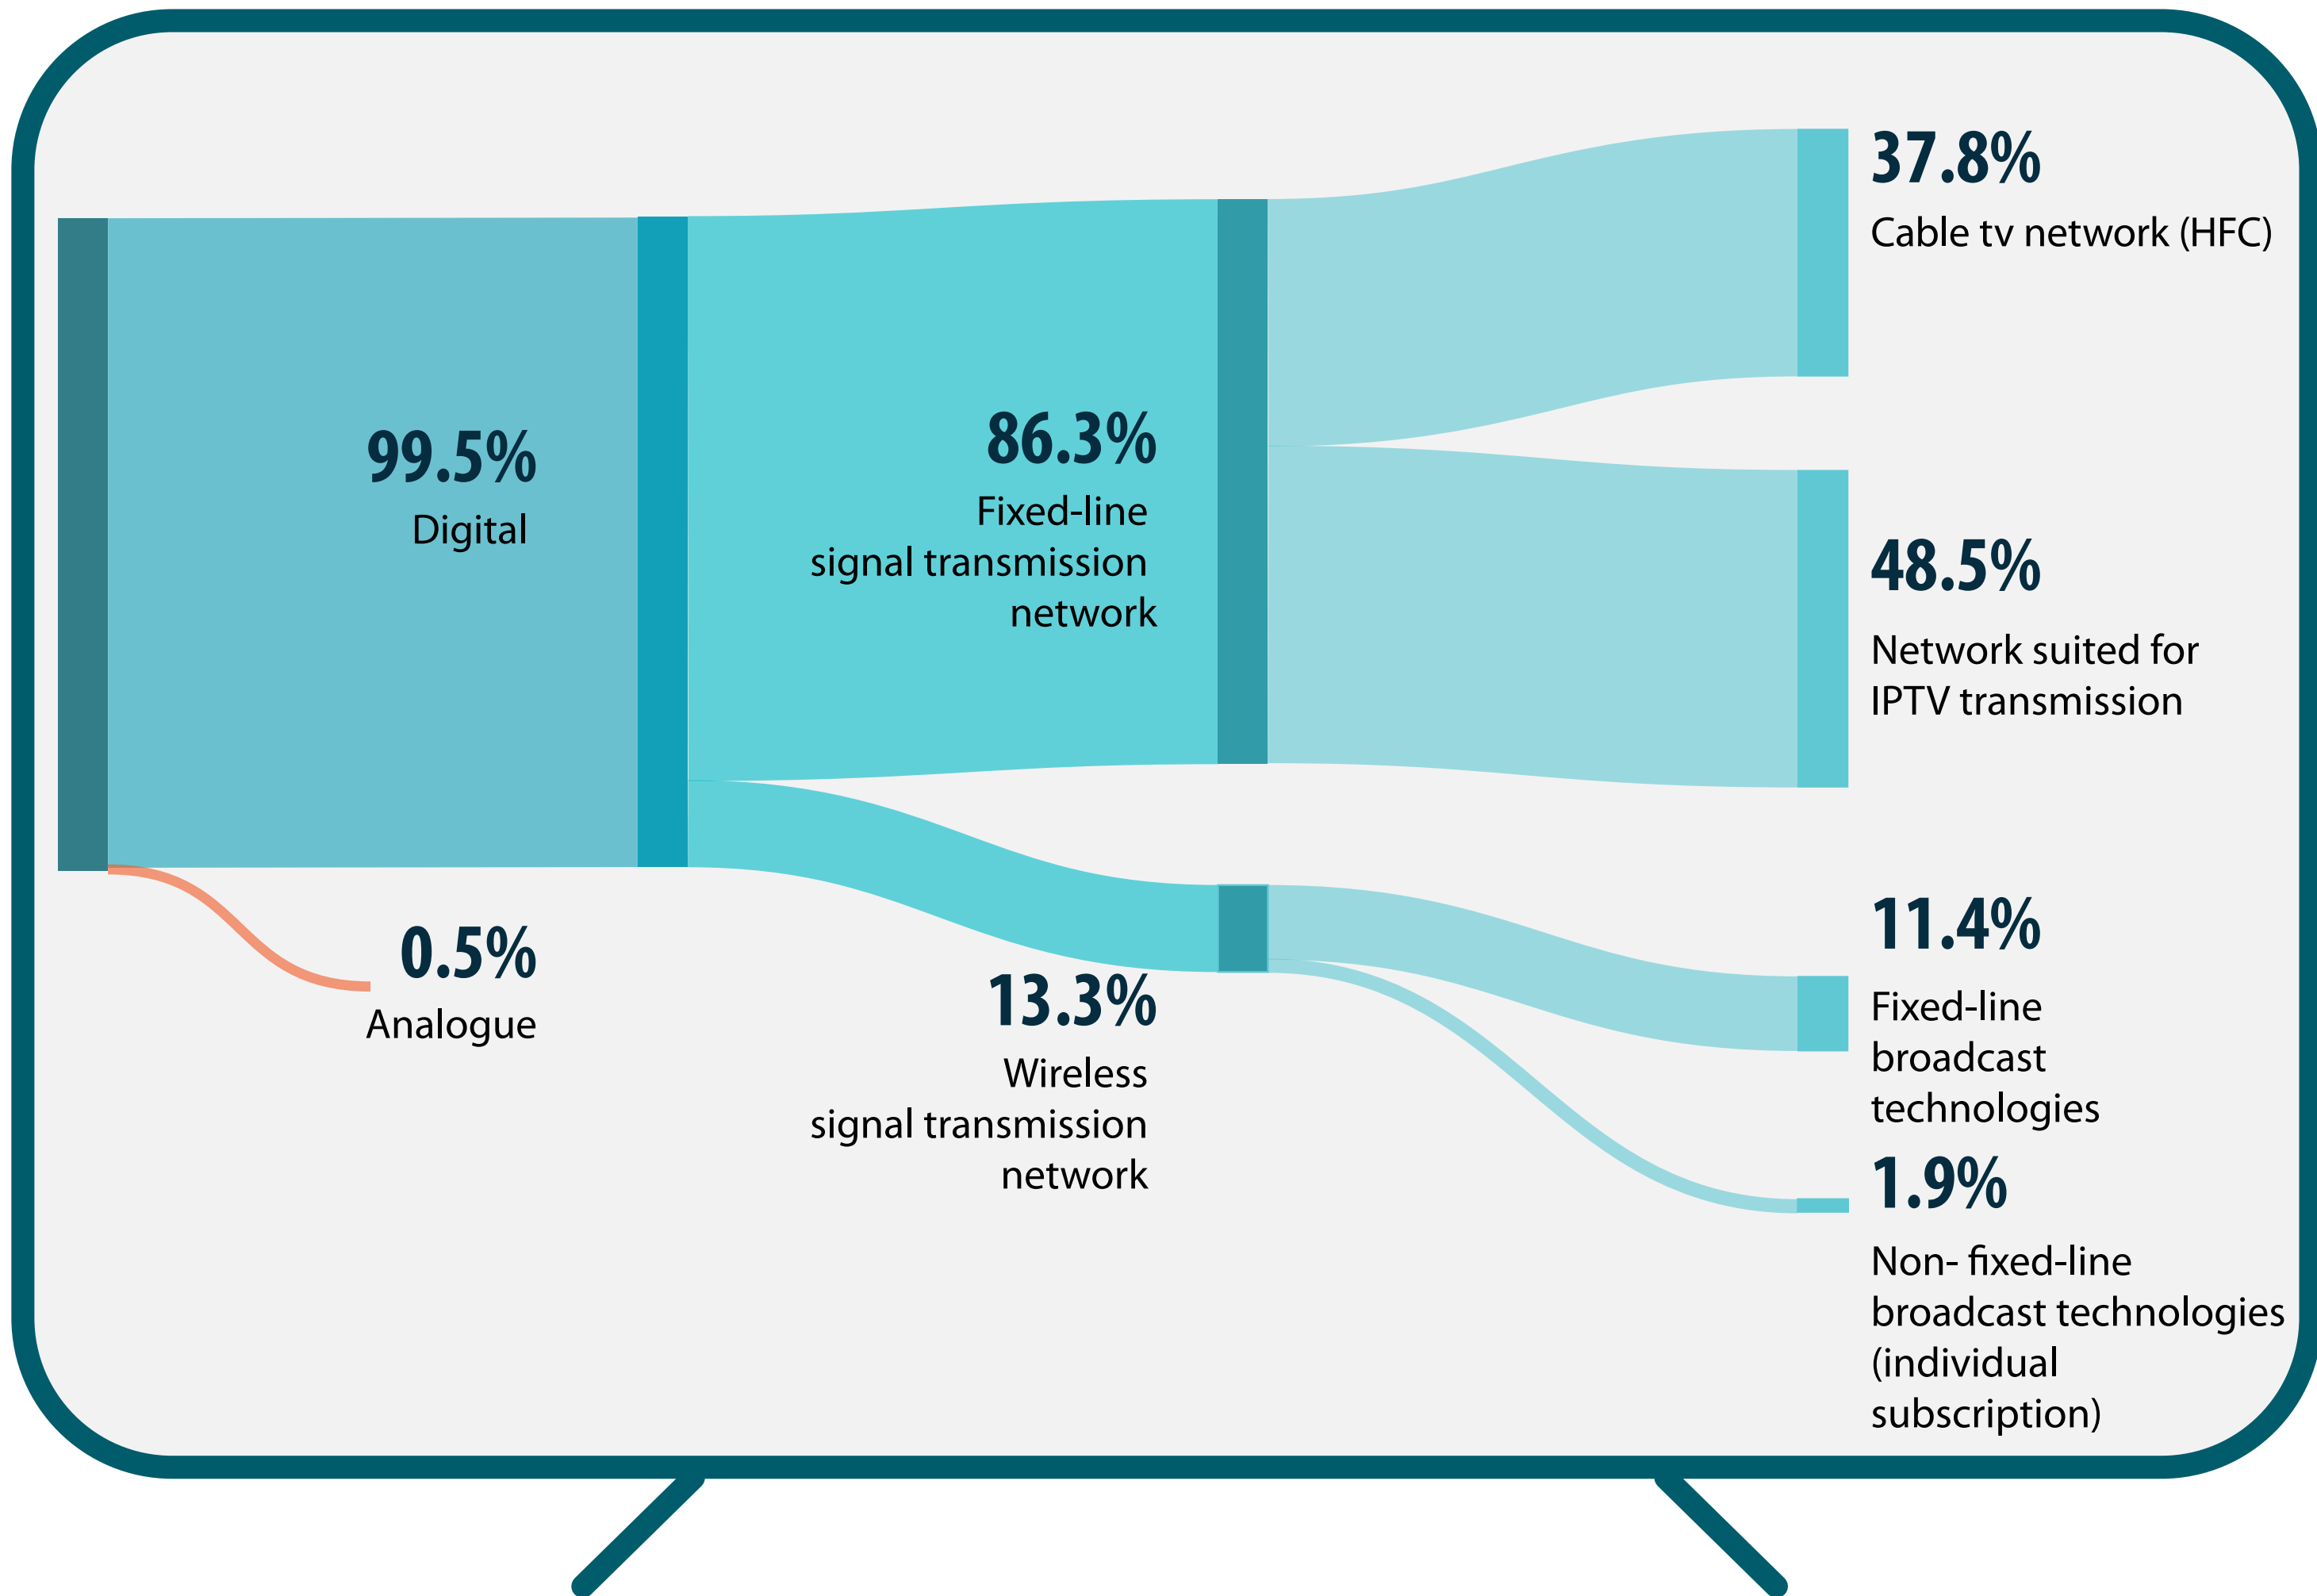 99.5%
Digital
0.5%
Analogue
86.3%
Fixed-line
signal transmission
network
13.3%
Wireless
signal transmission
network
37.8%
Cable tv network (HFC)
48.5%
Network suited for
IPTV transmission
11.4%
Fixed-line
broadcast
technologies
1.9%
Non- fixed-line
broadcast technologies
(individual
subscription)